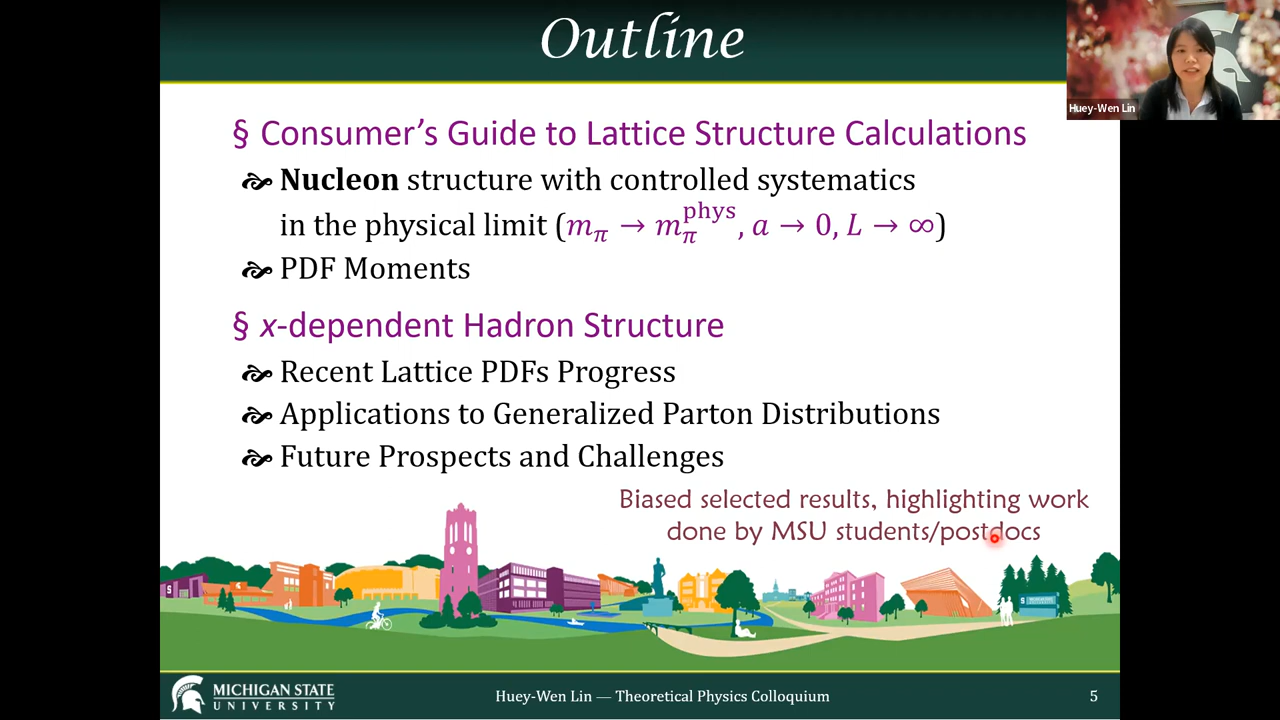 Outline
Huey-Wen Lin
§ Consumer's Guide to Lattice Structure Calculations
Nucleon structure with controlled systematics
in the physical limit (mπ → mπ^phys, a → 0, L → ∞)
PDF Moments
§ x-dependent Hadron Structure
Recent Lattice PDFs Progress
Applications to Generalized Parton Distributions
Future Prospects and Challenges
Biased selected results, highlighting work
done by MSU students/postdocs
MICHIGAN STATE
UNIVERSITY
Huey-Wen Lin — Theoretical Physics Colloquium
5